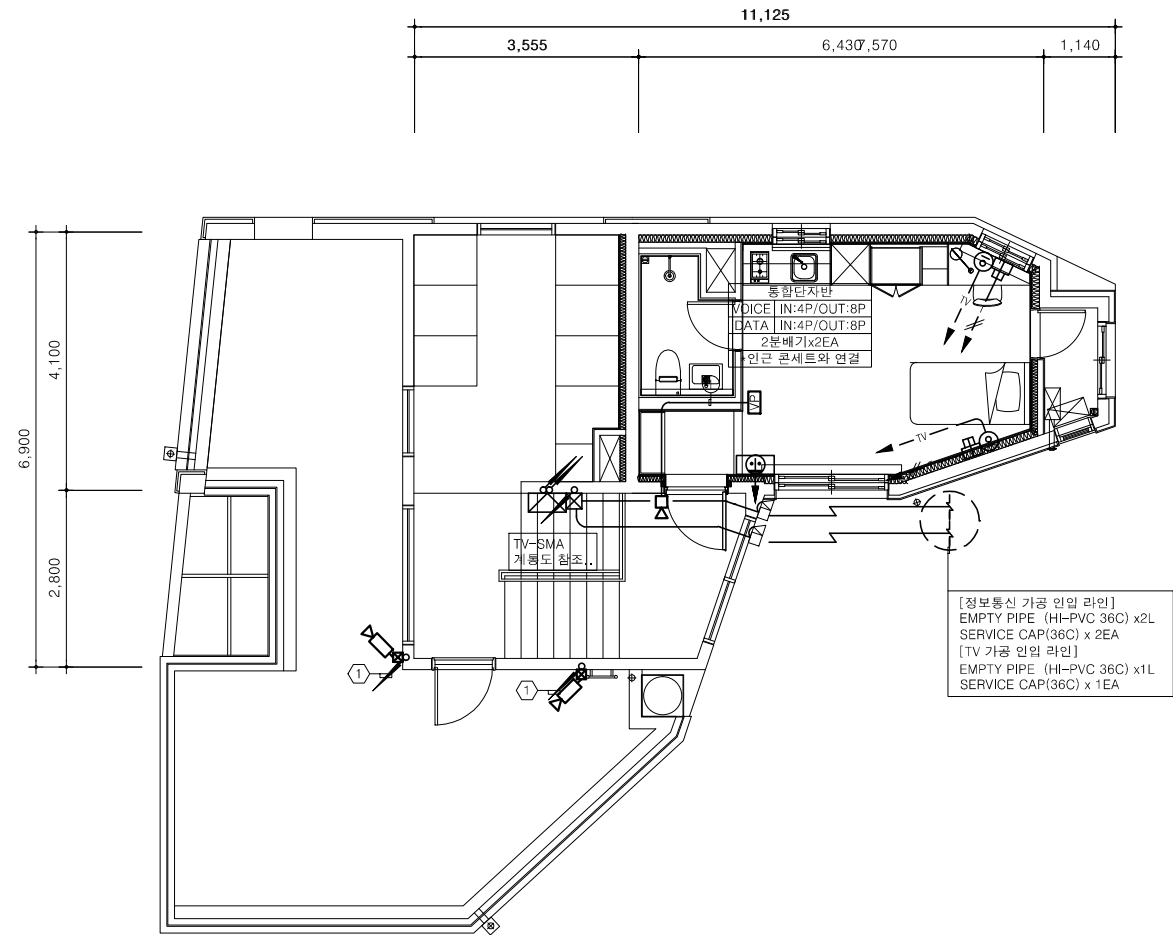 11,125
3,555
6,430
7,570
1,140
4,100
6,900
2,800
통합단자반
VOICE IN:4P/OUT:8P
DATA IN:4P/OUT:8P
2분배기x2EA
인근 콘세트와 연결
TV
VP
TV
TV-SMA
계통도 참조..
1
1
[정보통신 가공 인입 라인]
EMPTY PIPE (HI-PVC 36C) x2L
SERVICE CAP(36C) x 2EA
[TV 가공 인입 라인]
EMPTY PIPE (HI-PVC 36C) x1L
SERVICE CAP(36C) x 1EA